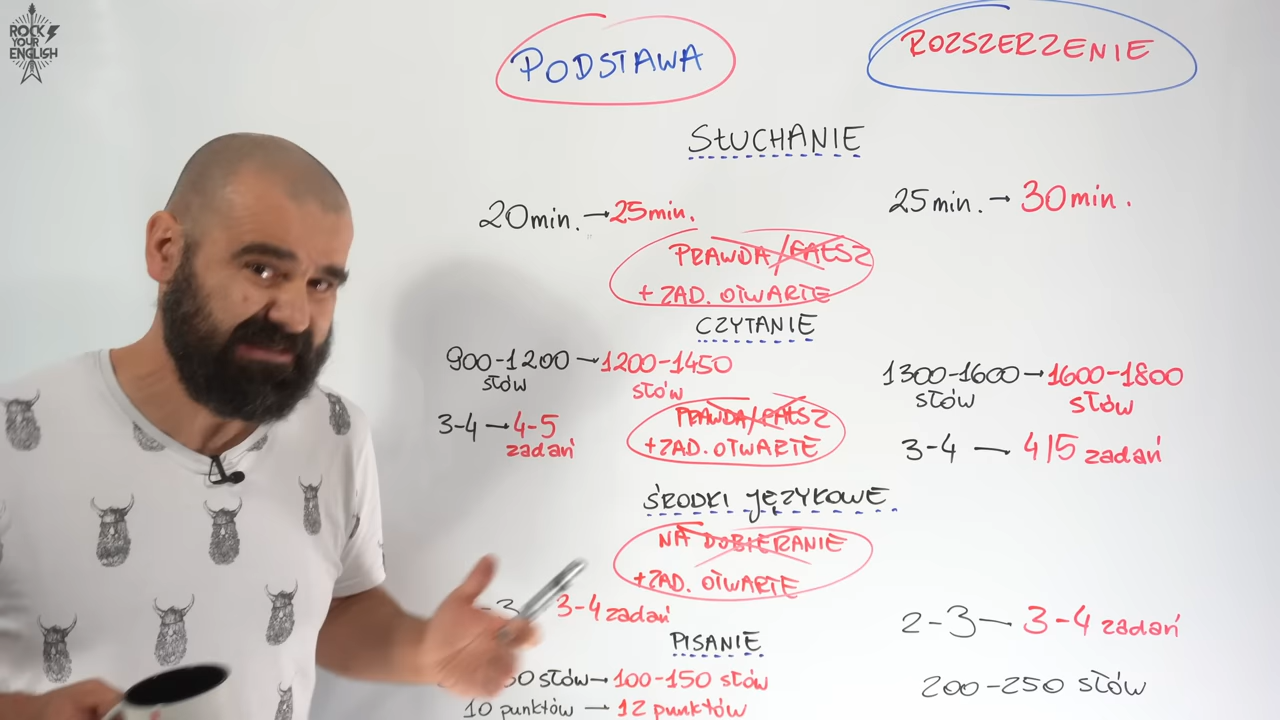 ROCK
YOUR
ENGLISH
PODSTAWA
ROZSZERZENIE
SŁUCHANIE
20min. → 25min.
25min. → 30min.
PRAWDA/FAŁSZ
+ ZAD. OTWARTE
CZYTANIE
900-1200 → 1200-1450
słów słów
1300-1600 → 1600-1800
słów słów
3-4 → 4-5
zadań
PRAWDA/FAŁSZ
+ ZAD. OTWARTE
3-4 — 4/5 zadań
ŚRODKI JĘZYKOWE
NA DOBIERANIE
+ ZAD. OTWARTE
-3 3-4 zadań
2-3 — 3-4 zadań
PISANIE
słów → 100-150 słów
200-250 słów
10 punktów — 12 punktów